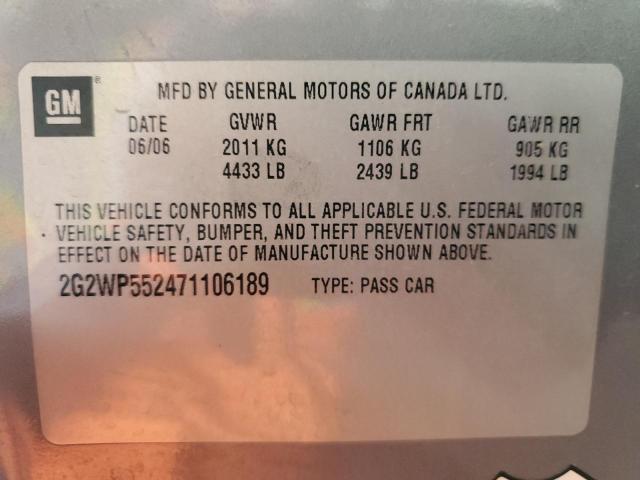 GM ®
MFD BY GENERAL MOTORS OF CANADA LTD.
DATE GVWR GAWR FRT GAWR RR
06/06 2011 KG 1106 KG 905 KG
4433 LB 2439 LB 1994 LB
THIS VEHICLE CONFORMS TO ALL APPLICABLE U.S. FEDERAL MOTOR
VEHICLE SAFETY, BUMPER, AND THEFT PREVENTION STANDARDS IN
EFFECT ON THE DATE OF MANUFACTURE SHOWN ABOVE.
2G2WP552471106189 TYPE: PASS CAR